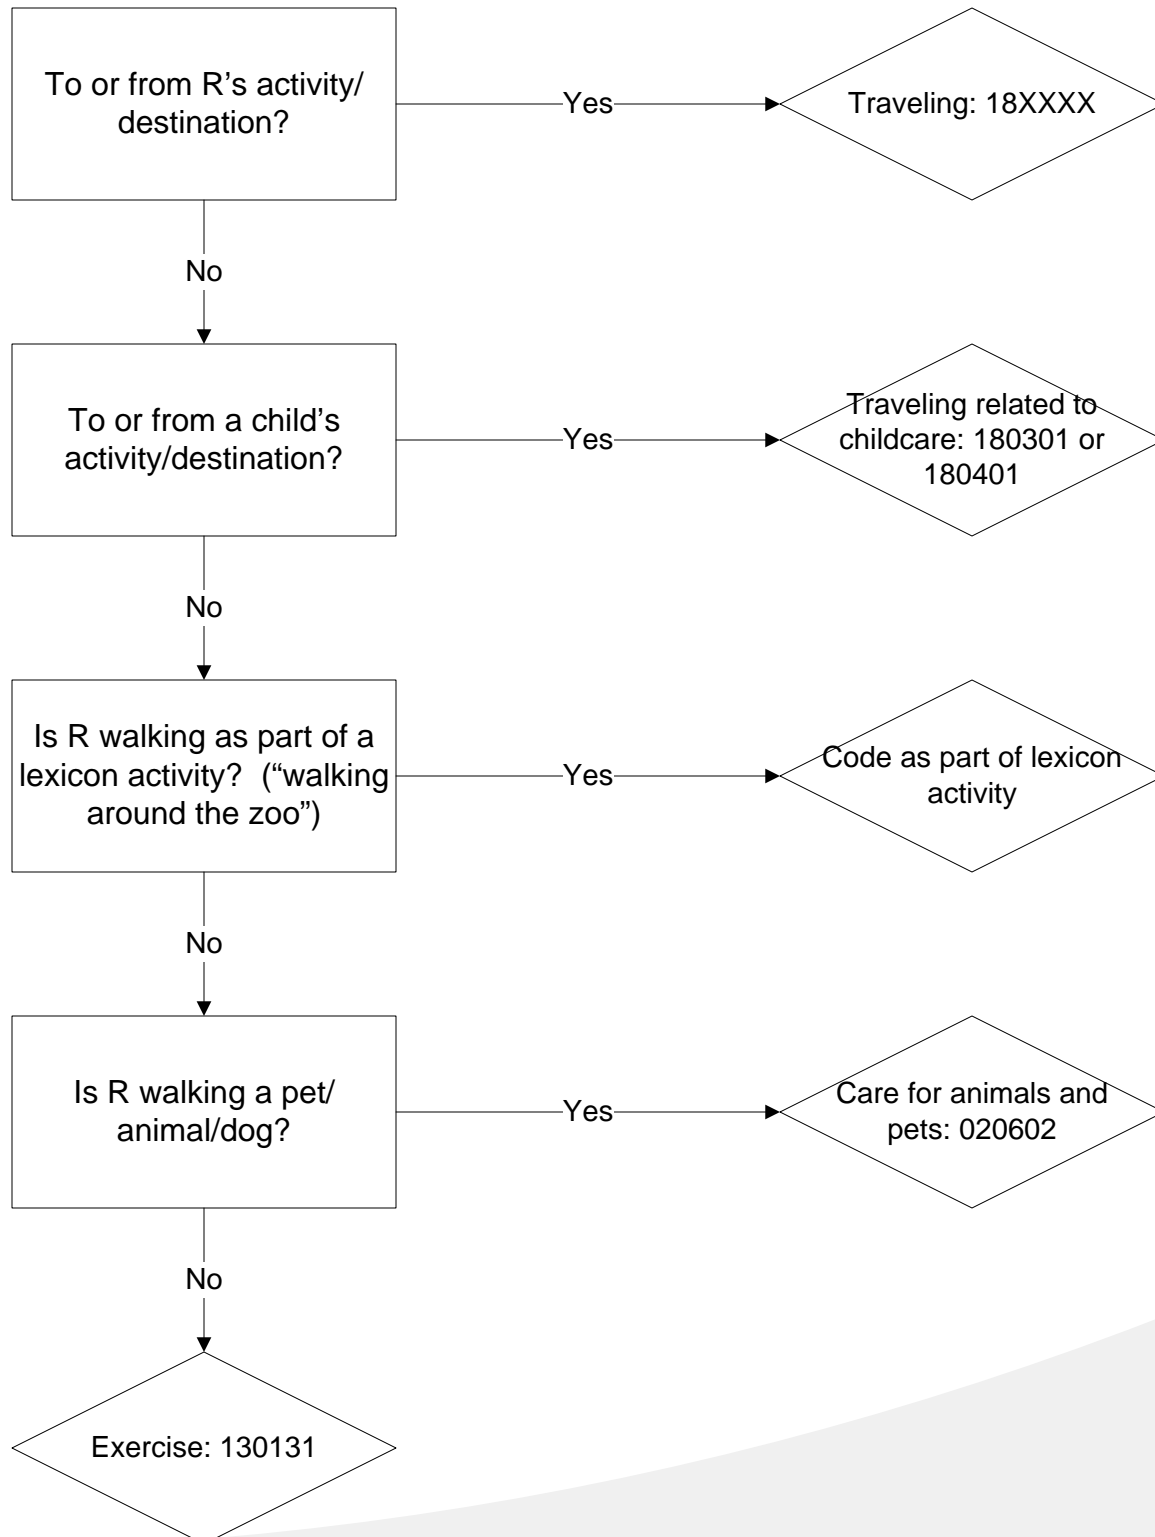 To or from R’s activity/
destination?
Yes
Traveling: 18XXXX
No
To or from a child’s
activity/destination?
Yes
Traveling related to
childcare: 180301 or
180401
No
Is R walking as part of a
lexicon activity?  (“walking
around the zoo”)
Yes
Code as part of lexicon
activity
No
Is R walking a pet/
animal/dog?
Yes
Care for animals and
pets: 020602
No
Exercise: 130131